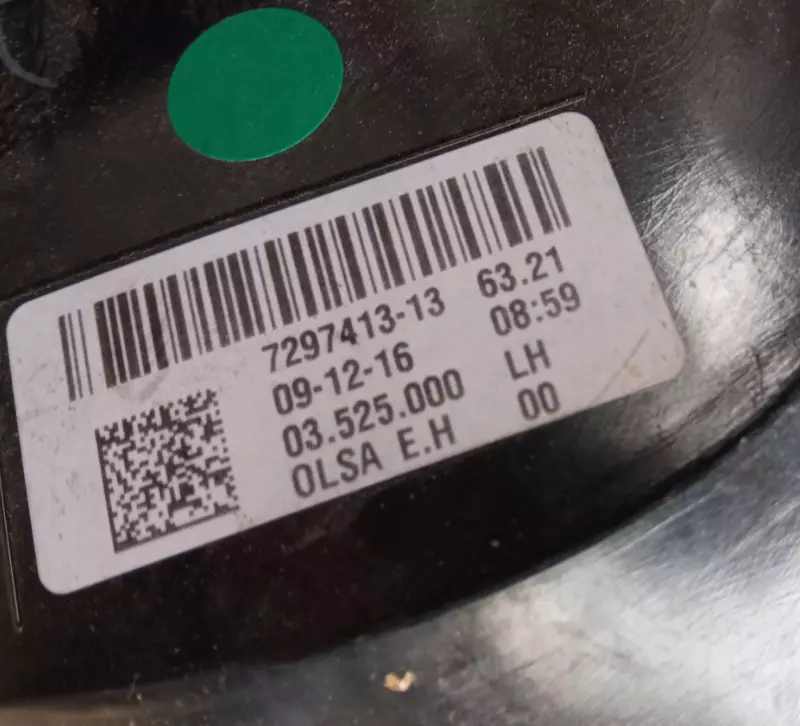 7297413-13 63.21
09-12-16 08:59
03.525.000 LH
OLSA E.H 00